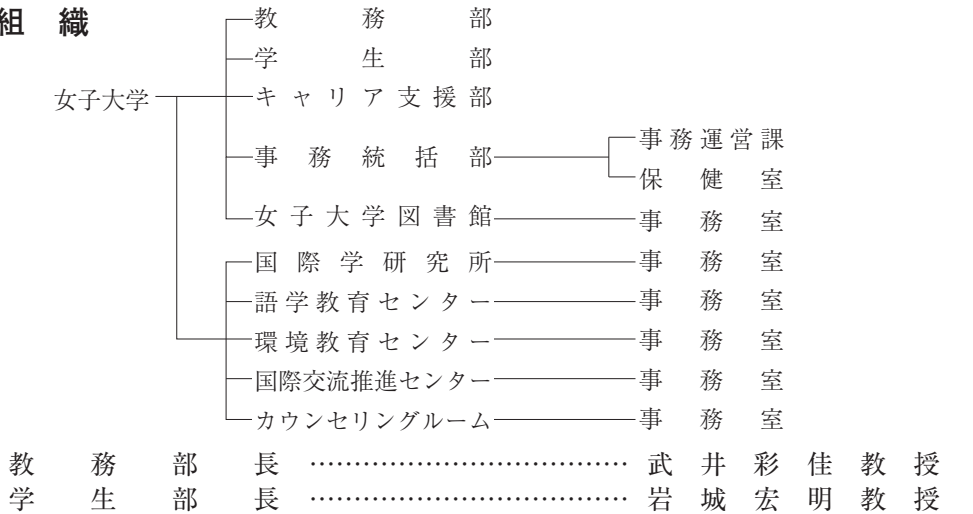 組織
教務部
学生部
女子大学 キャリア支援部
事務運営課
事務統括部
保健室
女子大学図書館 事務室
国際学研究所 事務室
語学教育センター 事務室
環境教育センター 事務室
国際交流推進センター 事務室
カウンセリングルーム 事務室
教務部長 ………………………………… 武井彩佳教授
学生部長 ………………………………… 岩城宏明教授